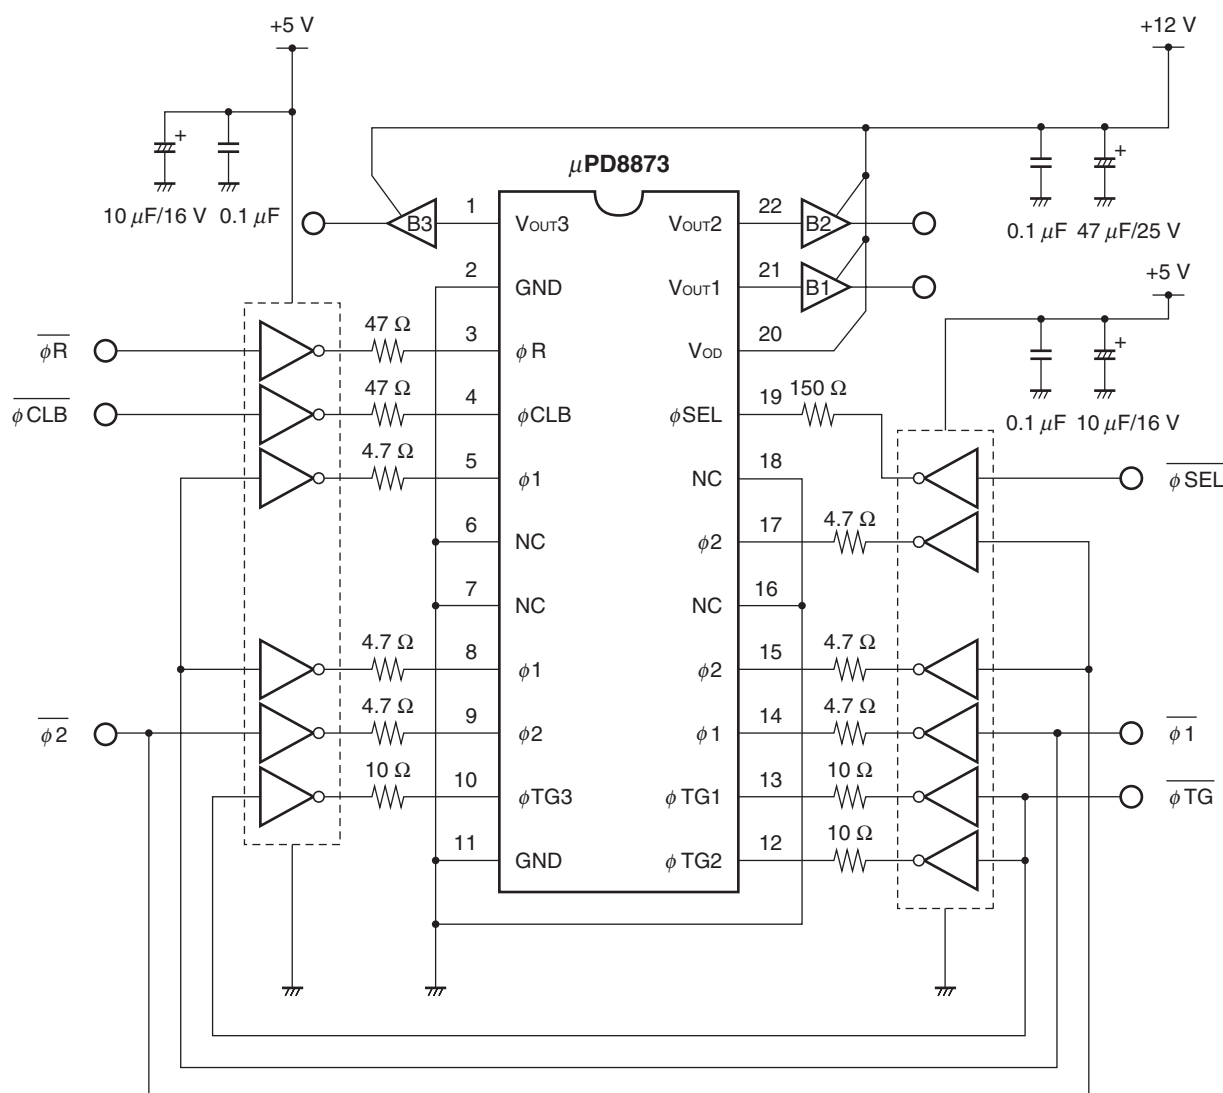 +5 V
+12 V
10 μF/16 V 0.1 μF
μPD8873
0.1 μF 47 μF/25 V
+5 V
0.1 μF 10 μF/16 V
B3
1
VOUT3
VOUT2
22
B2
2
GND
VOUT1
21
B1
φR
47 Ω
3
φR
VOD
20
φCLB
47 Ω
4
φCLB
φSEL
19
150 Ω
4.7 Ω
5
φ1
NC
18
φSEL
6
NC
φ2
17
4.7 Ω
7
NC
NC
16
4.7 Ω
8
φ1
φ2
15
4.7 Ω
φ2
4.7 Ω
9
φ2
φ1
14
4.7 Ω
φ1
10 Ω
10
φTG3
φTG1
13
10 Ω
φTG
11
GND
φTG2
12
10 Ω